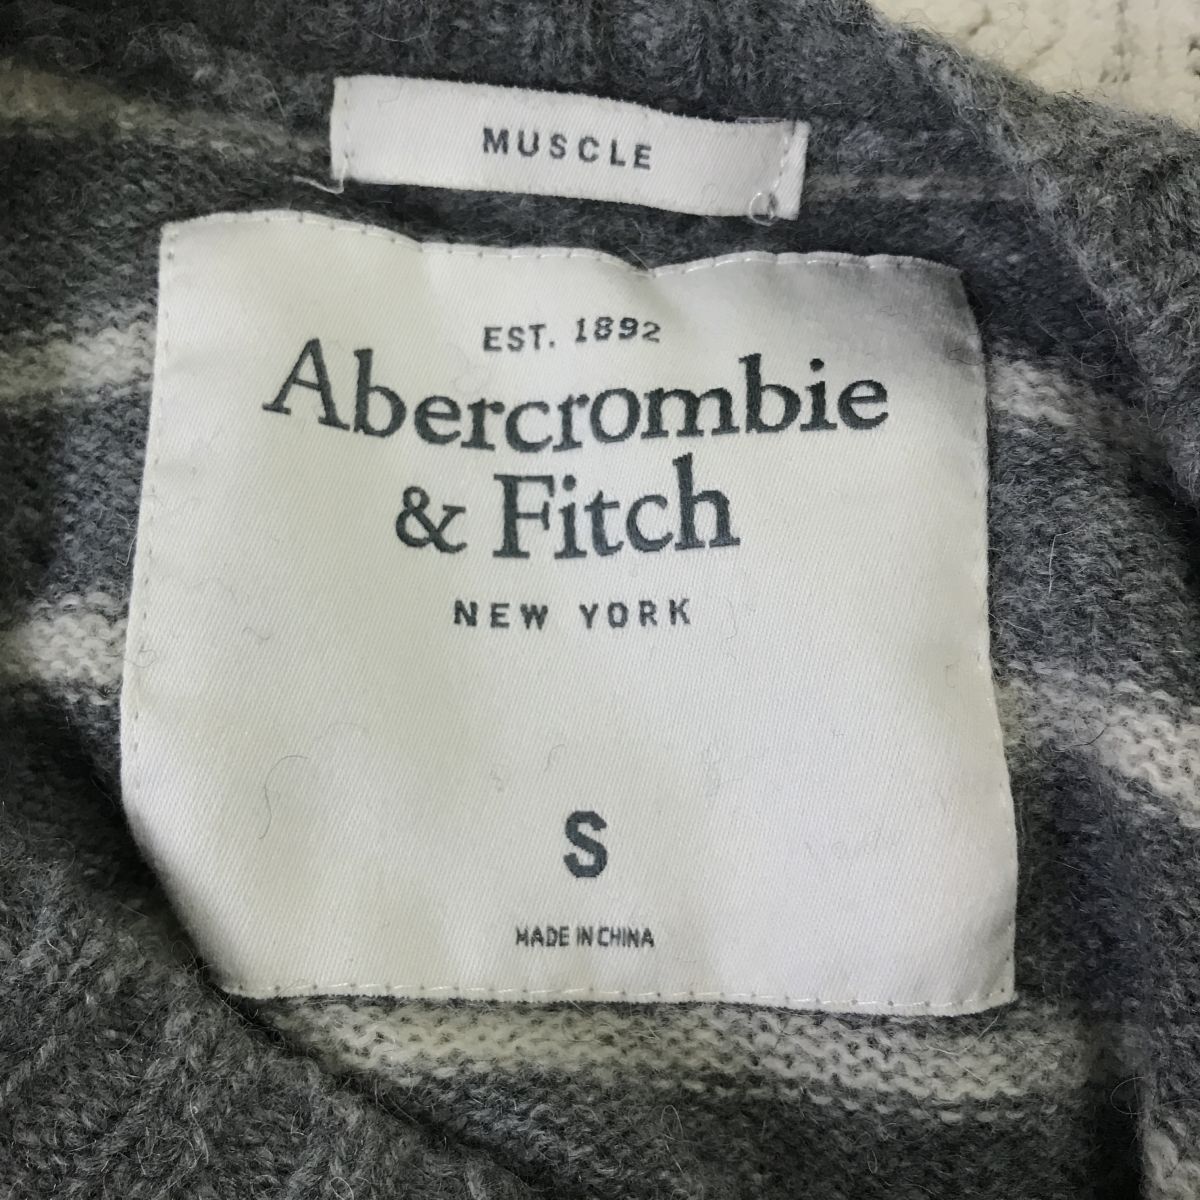 MUSCLE
EST. 1892
Abercrombie
& Fitch
NEW YORK
S
MADE IN CHINA